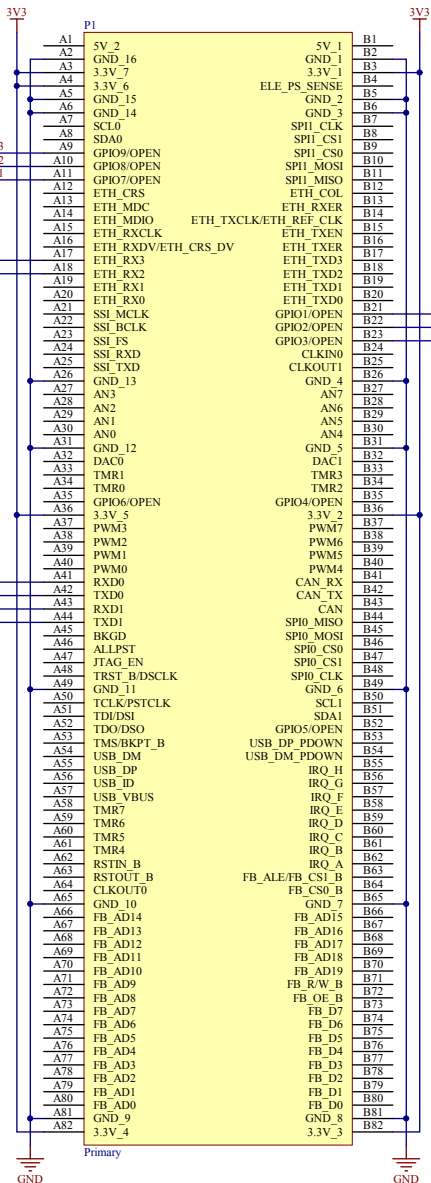 3V3 3V3
P1
A1 5V_2 5V_1 B1
A2 GND_16 GND_1 B2
A3 3.3V_7 3.3V_1 B3
A4 3.3V_6 ELE_PS_SENSE B4
A5 GND_15 GND_2 B5
A6 GND_14 GND_3 B6
A7 SCL0 SPI1_CLK B7
A8 SDA0 SPI1_CS1 B8
A9 GPIO9/OPEN SPI1_CS0 B9
A10 GPIO8/OPEN SPI1_MOSI B10
A11 GPIO7/OPEN SPI1_MISO B11
A12 ETH_CRS ETH_COL B12
A13 ETH_MDC ETH_RXER B13
A14 ETH_MDIO ETH_TXCLK/ETH_REF_CLK B14
A15 ETH_RXCLK ETH_TXEN B15
A16 ETH_RXDV/ETH_CRS_DV ETH_TXER B16
A17 ETH_RX3 ETH_TXD3 B17
A18 ETH_RX2 ETH_TXD2 B18
A19 ETH_RX1 ETH_TXD1 B19
A20 ETH_RX0 ETH_TXD0 B20
A21 SSI_MCLK GPIO1/OPEN B21
A22 SSI_BCLK GPIO2/OPEN B22
A23 SSI_FS GPIO3/OPEN B23
A24 SSI_RXD CLKIN0 B24
A25 SSI_TXD CLKOUT1 B25
A26 GND_13 GND_4 B26
A27 AN3 AN7 B27
A28 AN2 AN6 B28
A29 AN1 AN5 B29
A30 AN0 AN4 B30
A31 GND_12 GND_5 B31
A32 DAC0 DAC1 B32
A33 TMR1 TMR3 B33
A34 TMR0 TMR2 B34
A35 GPIO6/OPEN GPIO4/OPEN B35
A36 3.3V_5 3.3V_2 B36
A37 PWM3 PWM7 B37
A38 PWM2 PWM6 B38
A39 PWM1 PWM5 B39
A40 PWM0 PWM4 B40
A41 RXD0 CAN_RX B41
A42 TXD0 CAN_TX B42
A43 RXD1 CAN B43
A44 TXD1 SPI0_MISO B44
A45 BKGD SPI0_MOSI B45
A46 ALLPST SPI0_CS0 B46
A47 JTAG_EN SPI0_CS1 B47
A48 TRST_B/DSCLK SPI0_CLK B48
A49 GND_11 GND_6 B49
A50 TCLK/PSTCLK SCL1 B50
A51 TDI/DSI SDA1 B51
A52 TDO/DSO GPIO5/OPEN B52
A53 TMS/BKPT_B USB_DP_PDOWN B53
A54 USB_DM USB_DM_PDOWN B54
A55 USB_DP IRQ_H B55
A56 USB_ID IRQ_G B56
A57 USB_VBUS IRQ_F B57
A58 TMR7 IRQ_E B58
A59 TMR6 IRQ_D B59
A60 TMR5 IRQ_C B60
A61 TMR4 IRQ_B B61
A62 RSTIN_B IRQ_A B62
A63 RSTOUT_B FB_ALE/FB_CS1_B B63
A64 CLKOUT0 FB_CS0_B B64
A65 GND_10 GND_7 B65
A66 FB_AD14 FB_AD15 B66
A67 FB_AD13 FB_AD16 B67
A68 FB_AD12 FB_AD17 B68
A69 FB_AD11 FB_AD18 B69
A70 FB_AD10 FB_AD19 B70
A71 FB_AD9 FB_R/W_B B71
A72 FB_AD8 FB_OE_B B72
A73 FB_AD7 FB_D7 B73
A74 FB_AD6 FB_D6 B74
A75 FB_AD5 FB_D5 B75
A76 FB_AD4 FB_D4 B76
A77 FB_AD3 FB_D3 B77
A78 FB_AD2 FB_D2 B78
A79 FB_AD1 FB_D1 B79
A80 FB_AD0 FB_D0 B80
A81 GND_9 GND_8 B81
A82 3.3V_4 3.3V_3 B82
Primary
GND GND